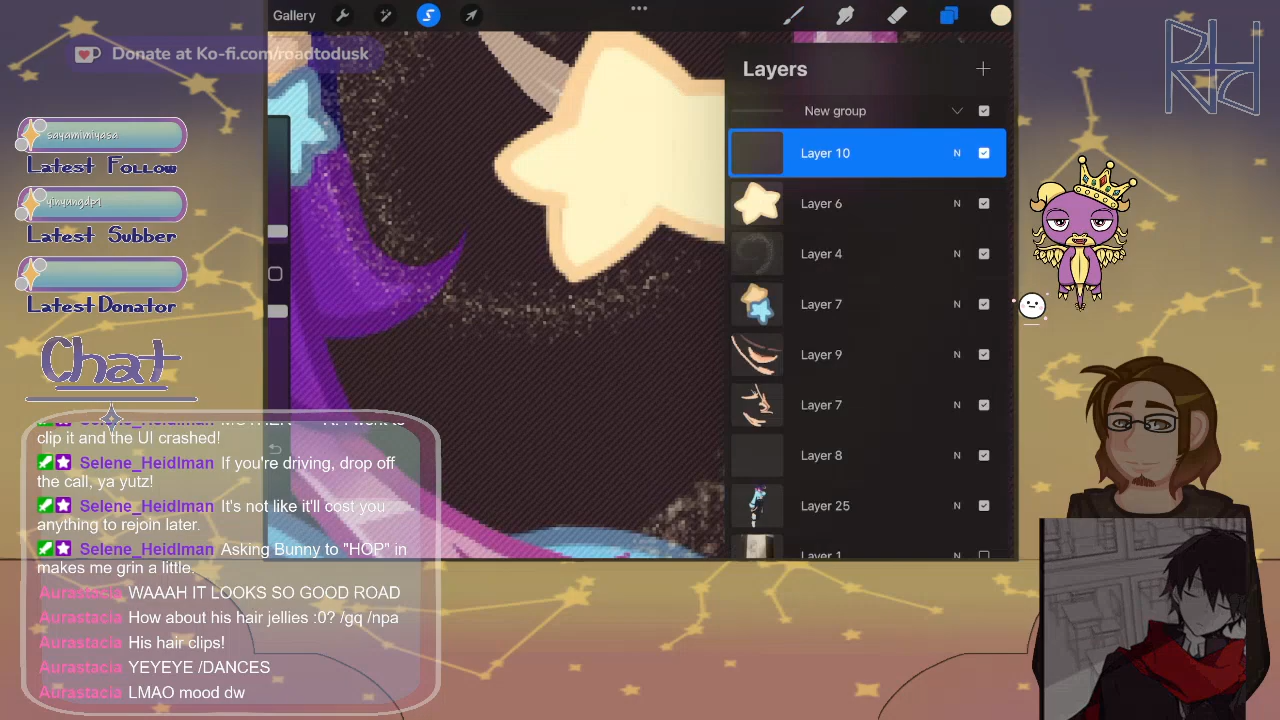 Gallery
Donate at Ko-fi.com/roadtodusk
sayamimiyasa
Latest Follow
yinyangdp1
Latest Subber
Latest Donator
Chat
clip it and the UI crashed!
Selene_Heidlman If you're driving, drop off
the call, ya yutz!
Selene_Heidlman It's not like it'll cost you
anything to rejoin later.
Selene_Heidlman Asking Bunny to "HOP" in
makes me grin a little.
Aurastacia WAAAH IT LOOKS SO GOOD ROAD
Aurastacia How about his hair jellies :0? /gq /npa
Aurastacia His hair clips!
Aurastacia YEYEYE /DANCES
Aurastacia LMAO mood dw
Layers
New group
Layer 10 N
Layer 6 N
Layer 4 N
Layer 7 N
Layer 9 N
Layer 7 N
Layer 8 N
Layer 25 N
Layer 1